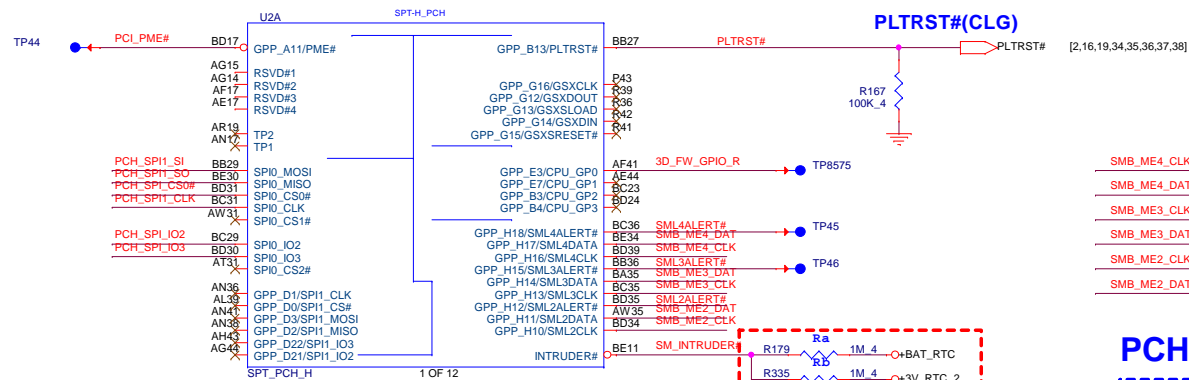 U2A
SPT-H_PCH
PLTRST#(CLG)
TP44
PCI_PME#
BD17
GPP_A11/PME#
GPP_B13/PLTRST#
BB27
PLTRST#
PLTRST#
[2,16,19,34,35,36,37,38]
AG15
RSVD#1
AG14
RSVD#2
AF17
RSVD#3
AE17
RSVD#4
GPP_G16/GSXCLK
P43
GPP_G12/GSXDOUT
R39
GPP_G13/GSXSLOAD
R36
GPP_G14/GSXDIN
R42
GPP_G15/GSXSRESET#
R41
R167
100K_4
AR19
TP2
AN17
TP1
PCH_SPI1_SI
BB29
SPI0_MOSI
PCH_SPI1_SO
BE30
SPI0_MISO
PCH_SPI_CS0#
BD31
SPI0_CS0#
PCH_SPI1_CLK
BC31
SPI0_CLK
AW31
SPI0_CS1#
GPP_E3/CPU_GP0
AF41
3D_FW_GPIO_R
TP8575
GPP_E7/CPU_GP1
AE44
GPP_B3/CPU_GP2
BC23
GPP_B4/CPU_GP3
BD24
PCH_SPI_IO2
BC29
SPI0_IO2
PCH_SPI_IO3
BD30
SPI0_IO3
AT31
SPI0_CS2#
GPP_H18/SML4ALERT#
BC36
SML4ALERT#
TP45
GPP_H17/SML4DATA
BE34
SMB_ME4_DAT
GPP_H16/SML4CLK
BD39
SMB_ME4_CLK
GPP_H15/SML3ALERT#
BB36
SML3ALERT#
TP46
GPP_H14/SML3DATA
BA35
SMB_ME3_DAT
GPP_H13/SML3CLK
BC35
SMB_ME3_CLK
GPP_H12/SML2ALERT#
BD35
SML2ALERT#
GPP_H11/SML2DATA
AW35
SMB_ME2_DAT
GPP_H10/SML2CLK
BD34
SMB_ME2_CLK
AN36
GPP_D1/SPI1_CLK
AL39
GPP_D0/SPI1_CS#
AN41
GPP_D3/SPI1_MOSI
AN38
GPP_D2/SPI1_MISO
AH43
GPP_D22/SPI1_IO3
AG44
GPP_D21/SPI1_IO2
INTRUDER#
BE11
SM_INTRUDER#
R179
Ra
1M_4
+BAT_RTC
R335
Rb
1M_4
+3V_RTC_2
SPT_PCH_H
1 OF 12
SMB_ME4_CLK
SMB_ME4_DAT
SMB_ME3_CLK
SMB_ME3_DAT
SMB_ME2_CLK
SMB_ME2_DAT
PCH